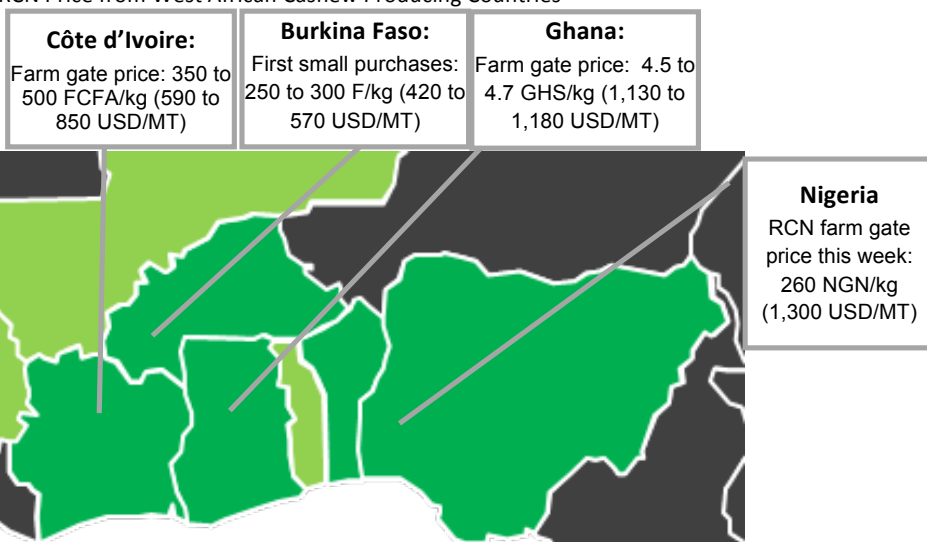 RCN Price from West African Cashew Producing Countries
Côte d’Ivoire:
Farm gate price: 350 to
500 FCFA/kg (590 to
850 USD/MT)
Burkina Faso:
First small purchases:
250 to 300 F/kg (420 to
570 USD/MT)
Ghana:
Farm gate price:  4.5 to
4.7 GHS/kg (1,130 to
1,180 USD/MT)
Nigeria
RCN farm gate
price this week:
260 NGN/kg
(1,300 USD/MT)